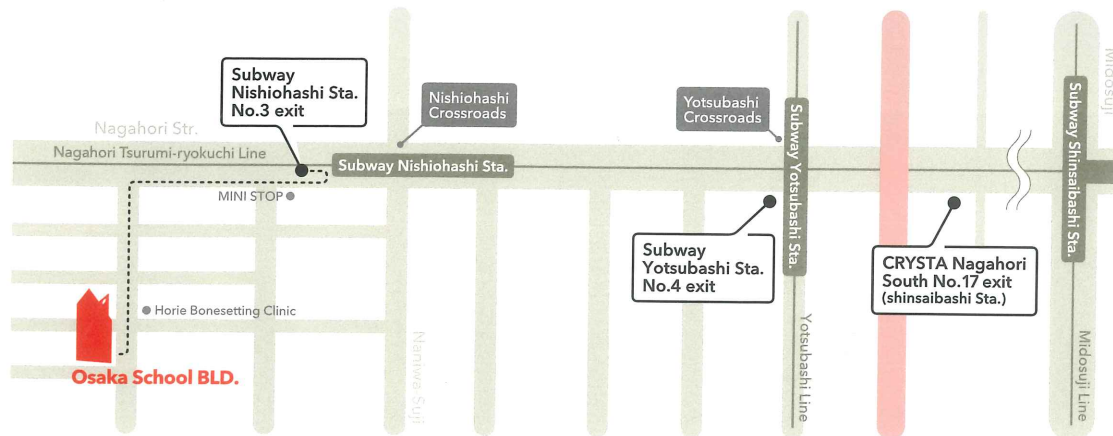 Subway
Nishiohashi Sta.
No.3 exit
Nishiohashi
Crossroads
Yotsubashi
Crossroads
Midosuji
Nagahori Str.
Nagahori Tsurumi-ryokuchi Line
Subway Nishiohashi Sta.
Subway Yotsubashi Sta.
Subway Shinsaibashi Sta.
MINI STOP
Subway
Yotsubashi Sta.
No.4 exit
CRYSTA Nagahori
South No.17 exit
(shinsaibashi Sta.)
Horie Bonesetting Clinic
Osaka School BLD.
Naniwa Suji
Yotsubashi Line
Midosuji Line